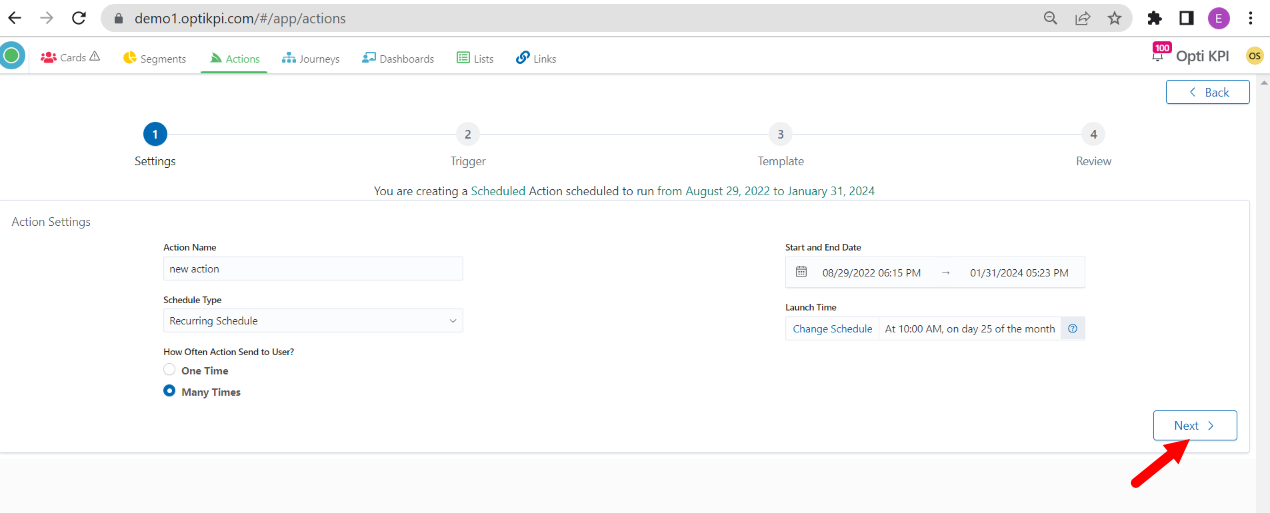 demo1.optikpi.com/#/app/actions
E
Cards Segments Actions Journeys Dashboards Lists Links
100
Opti KPI
OS
Back
1 2 3 4
Settings Trigger Template Review
You are creating a Scheduled Action scheduled to run from August 29, 2022 to January 31, 2024
Action Settings
Action Name
new action
Schedule Type
Recurring Schedule
How Often Action Send to User?
One Time
Many Times
Start and End Date
08/29/2022 06:15 PM → 01/31/2024 05:23 PM
Launch Time
Change Schedule At 10:00 AM, on day 25 of the month
Next